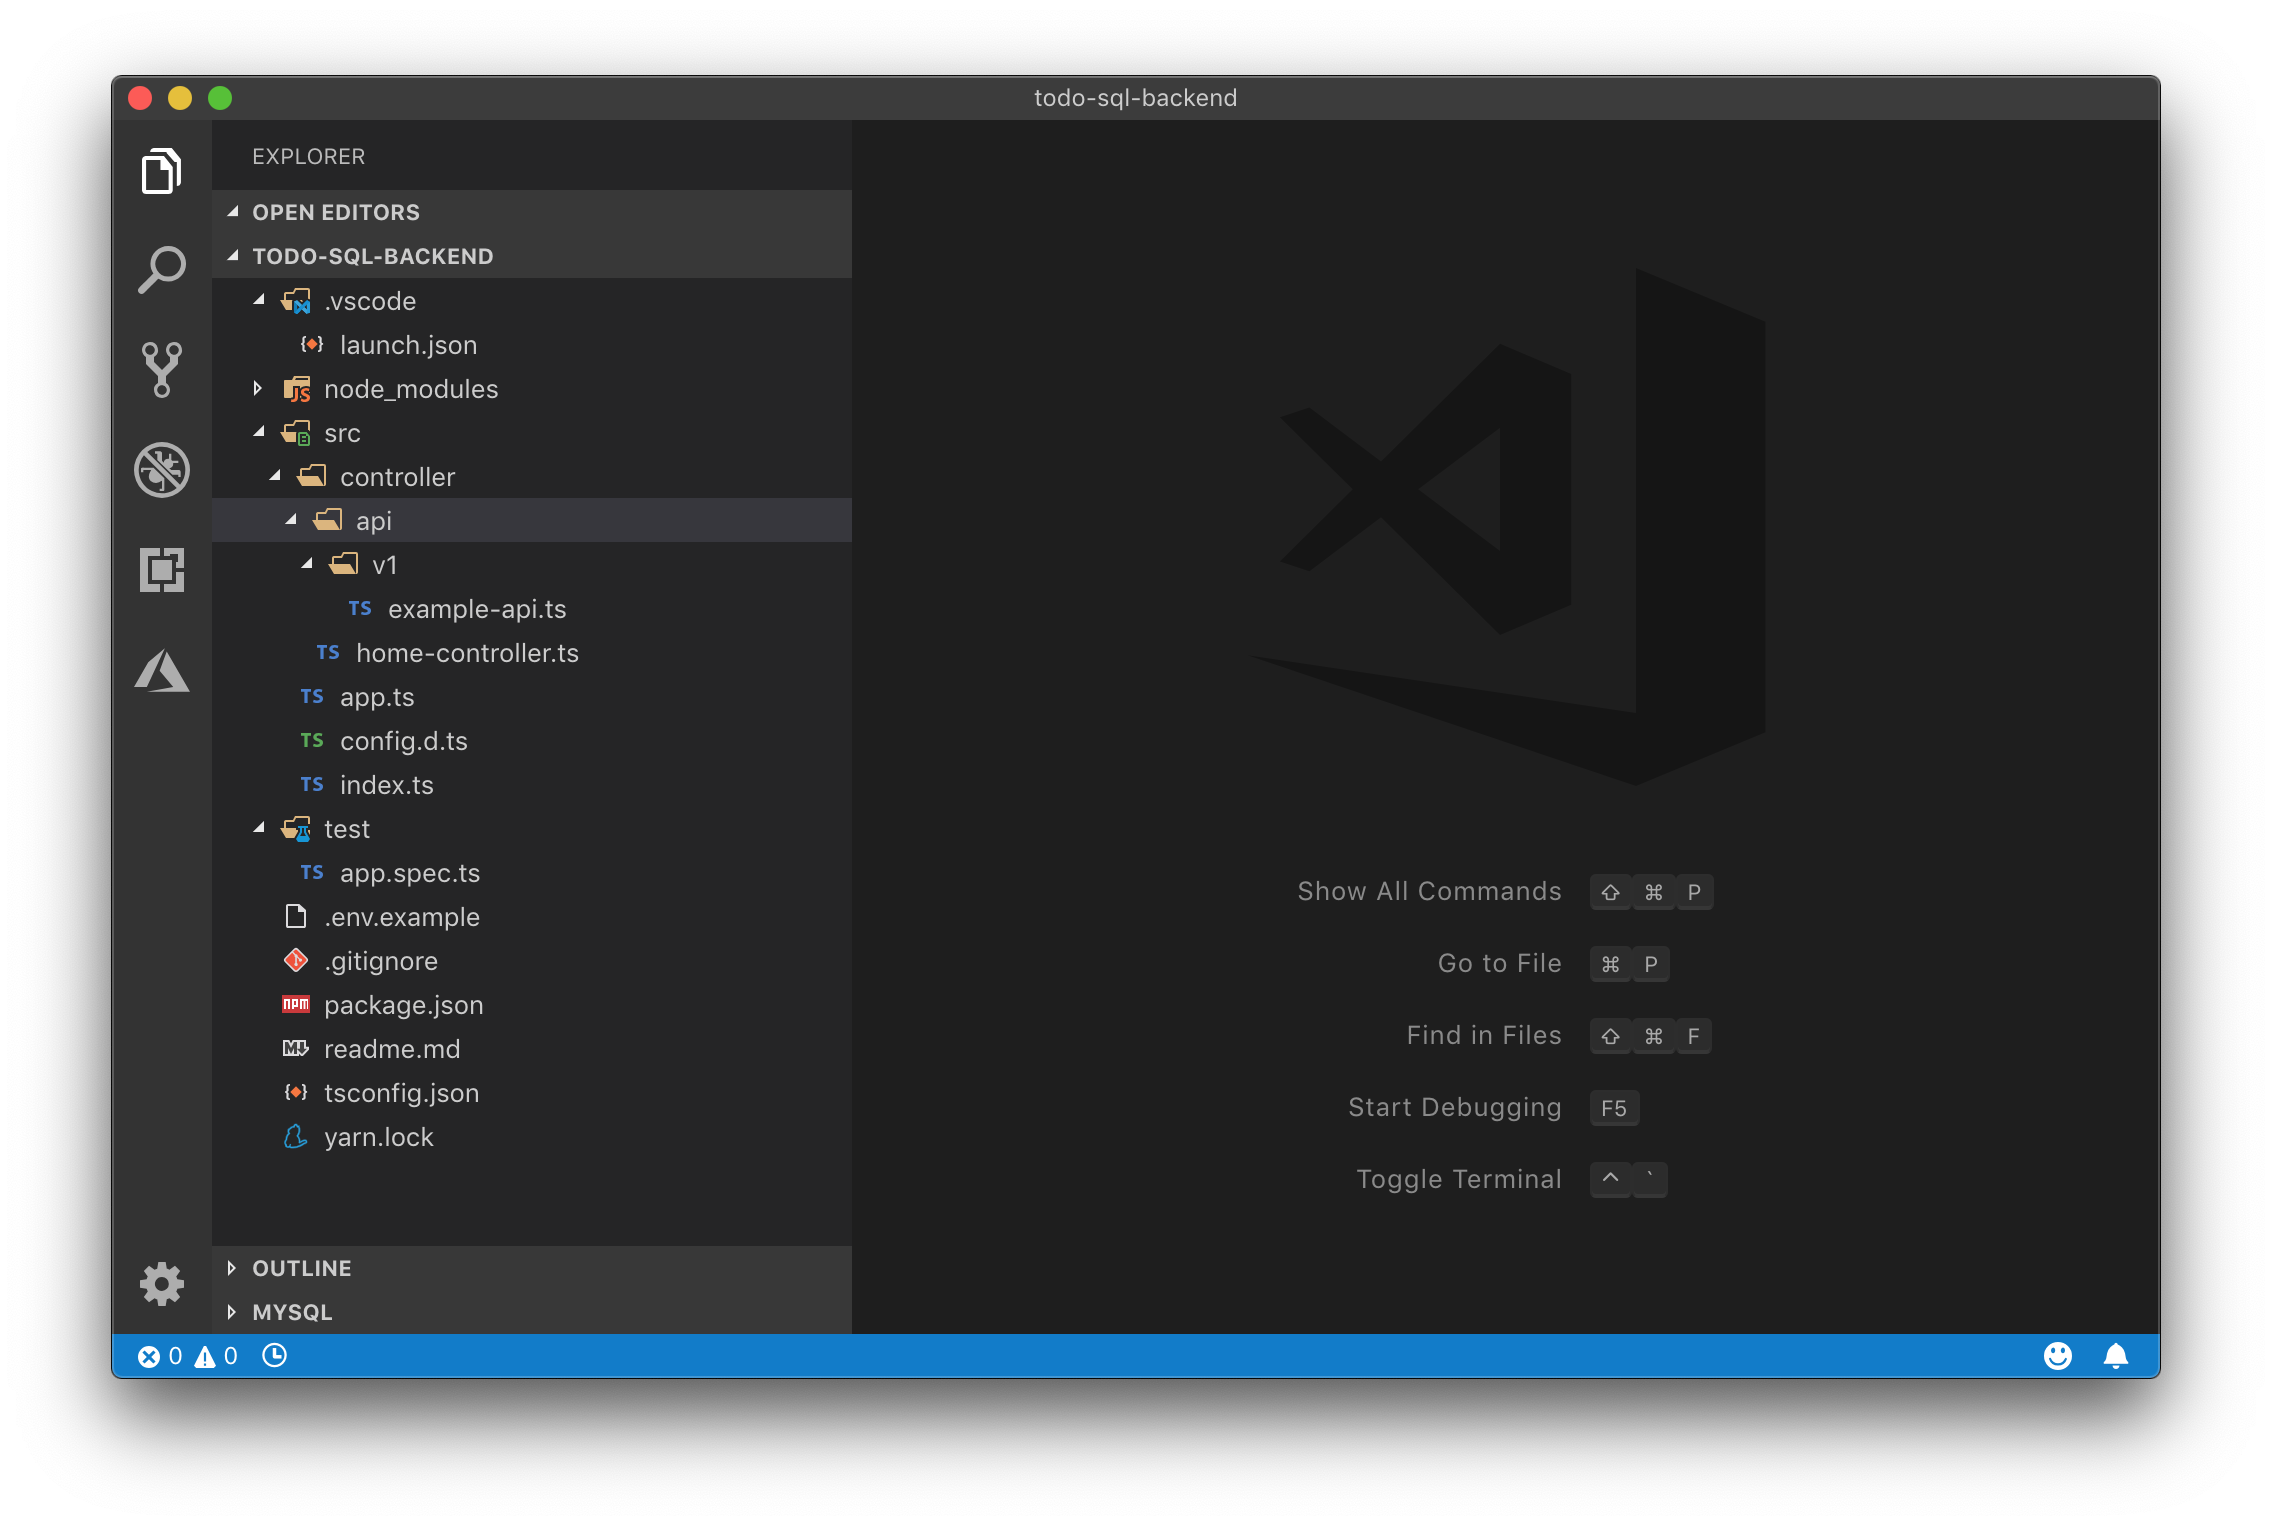 todo-sql-backend
EXPLORER
OPEN EDITORS
TODO-SQL-BACKEND
.vscode
launch.json
node_modules
src
controller
api
v1
TS example-api.ts
TS home-controller.ts
TS app.ts
TS config.d.ts
TS index.ts
test
TS app.spec.ts
.env.example
.gitignore
npm package.json
readme.md
tsconfig.json
yarn.lock
OUTLINE
MYSQL
Show All Commands ⇧ ⌘ P
Go to File ⌘ P
Find in Files ⇧ ⌘ F
Start Debugging F5
Toggle Terminal ^ `
0 0